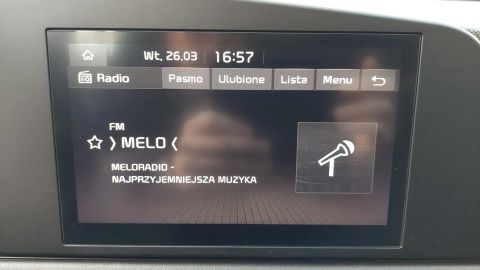 Wt, 26.03 16:57
Radio Pasmo Ulubione Lista Menu
FM
MELO
MELORADIO -
NAJPRZYJEMNIEJSZA MUZYKA